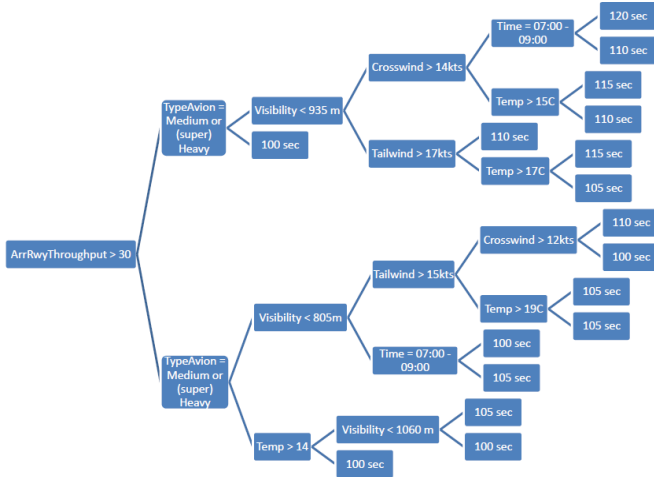 ArrRwyThroughput > 30
TypeAvion =
Medium or
(super)
Heavy
Visibility < 935 m
100 sec
Crosswind > 14kts
Tailwind > 17kts
Time = 07:00 -
09:00
Temp > 15C
110 sec
Temp > 17C
120 sec
110 sec
115 sec
110 sec
115 sec
105 sec
TypeAvion =
Medium or
(super)
Heavy
Visibility < 805m
Temp > 14
Tailwind > 15kts
Time = 07:00 -
09:00
Visibility < 1060 m
100 sec
Crosswind > 12kts
Temp > 19C
100 sec
105 sec
105 sec
100 sec
110 sec
100 sec
105 sec
105 sec